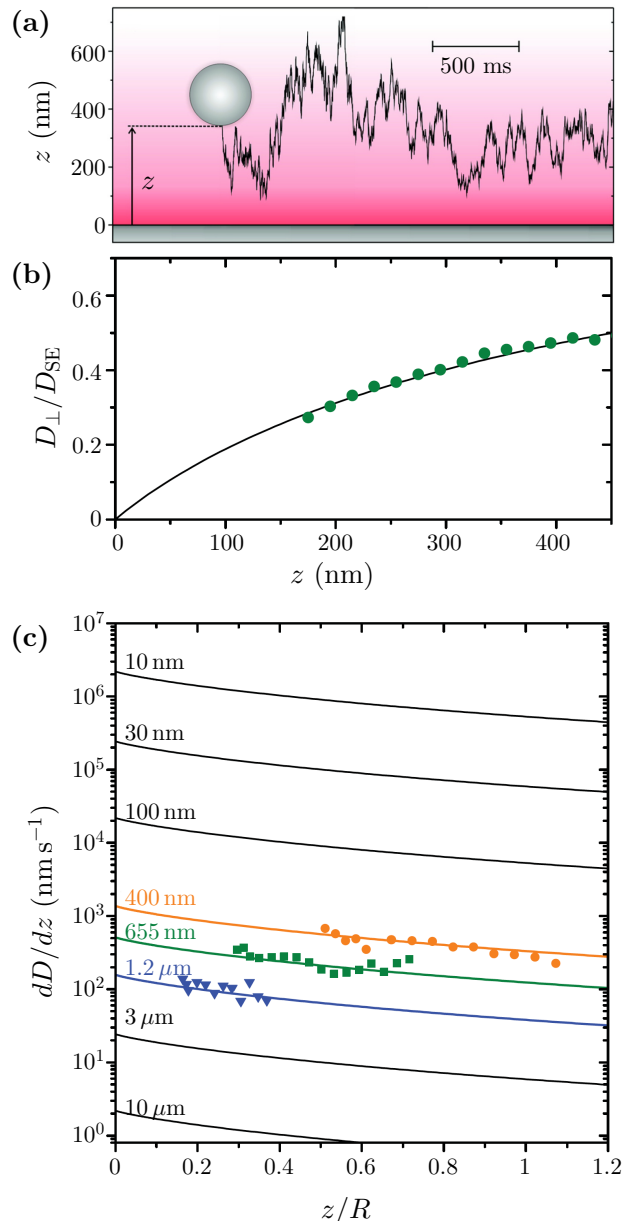 (a)
z (nm)
600
400
200
0
z
500 ms
(b)
D⊥/D_SE
0.6
0.4
0.2
0
0 100 200 300 400
z (nm)
(c)
dD/dz (nm s⁻¹)
10⁷
10⁶
10⁵
10⁴
10³
10²
10¹
10⁰
10 nm
30 nm
100 nm
400 nm
655 nm
1.2 μm
3 μm
10 μm
0 0.2 0.4 0.6 0.8 1 1.2
z/R